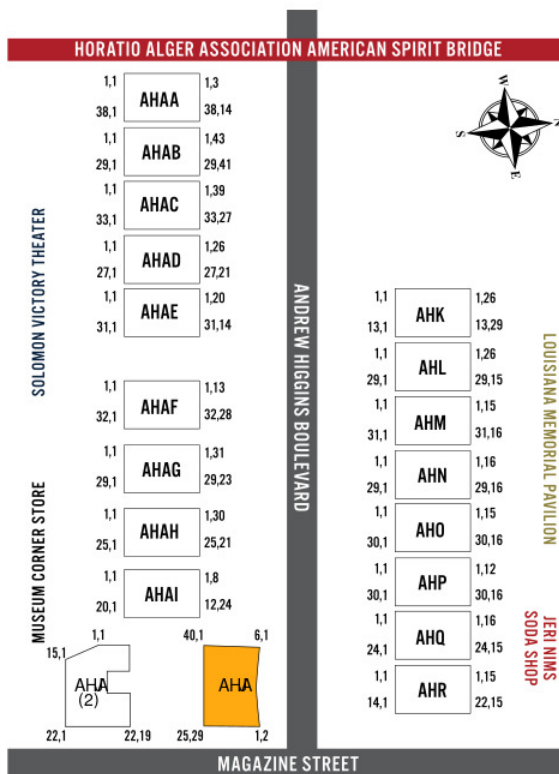 HORATIO ALGER ASSOCIATION AMERICAN SPIRIT BRIDGE
W
N
S
E
1,1 AHAA 1,3
38,1 38,14
1,1 AHAB 1,43
29,1 29,41
1,1 AHAC 1,39
33,1 33,27
1,1 AHAD 1,26
27,1 27,21
1,1 AHAE 1,20
31,1 31,14
1,1 AHAF 1,13
32,1 32,28
1,1 AHAG 1,31
29,1 29,23
1,1 AHAH 1,30
25,1 25,21
1,1 AHAI 1,8
20,1 12,24
1,1
15,1
AHA
(2)
22,1 22,19
40,1 6,1
AHA
25,29 1,2
SOLOMON VICTORY THEATER
MUSEUM CORNER STORE
ANDREW HIGGINS BOULEVARD
1,1 AHK 1,26
13,1 13,29
1,1 AHL 1,26
29,1 29,15
1,1 AHM 1,15
31,1 31,16
1,1 AHN 1,16
29,1 29,16
1,1 AHO 1,15
30,1 30,16
1,1 AHP 1,12
30,1 30,16
1,1 AHQ 1,16
24,1 24,15
1,1 AHR 1,15
14,1 22,15
LOUISIANA MEMORIAL PAVILION
JERI NIMS
SODA SHOP
MAGAZINE STREET